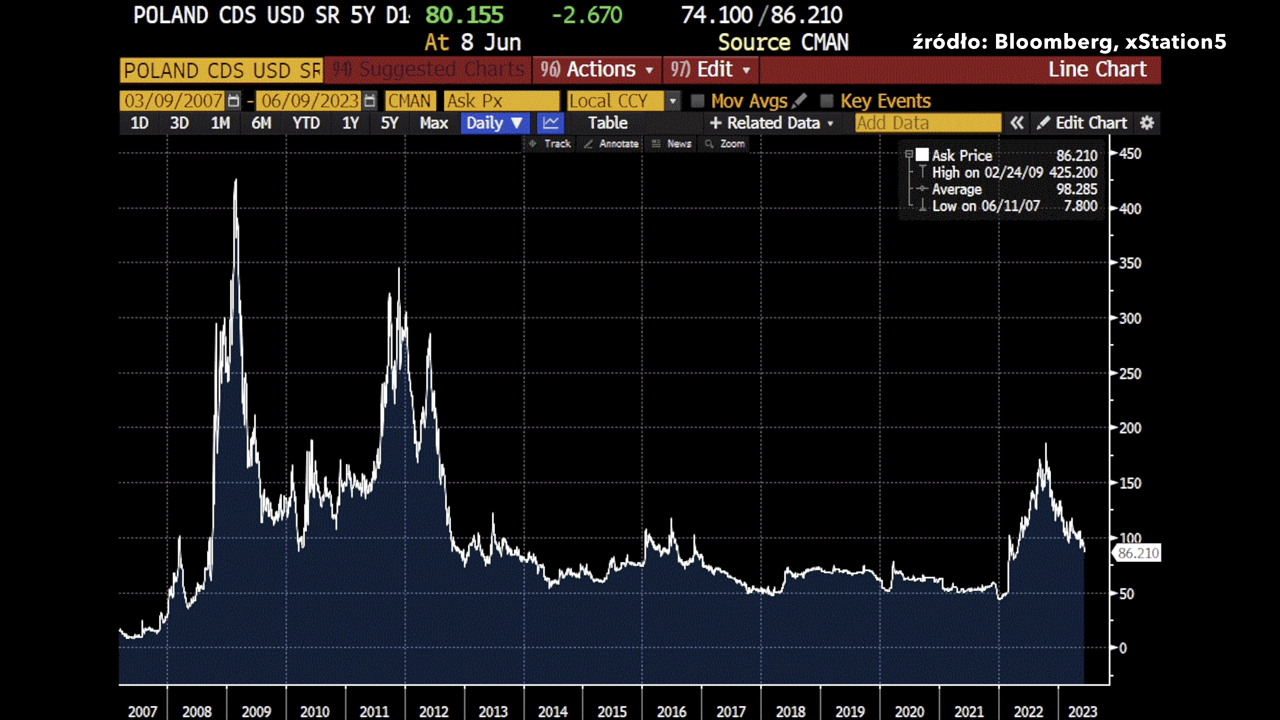 POLAND CDS USD SR 5Y D14 80.155 -2.670 74.100 /86.210
At 8 Jun Source CMAN
źródło: Bloomberg, xStation5
POLAND CDS USD SR 94) Suggested Charts 96) Actions 97) Edit Line Chart
03/09/2007 - 06/09/2023 CMAN Ask Px Local CCY Mov Avgs Key Events
1D 3D 1M 6M YTD 1Y 5Y Max Daily ▼ Table + Related Data Add Data « Edit Chart
Track Annotate News Zoom
Ask Price 86.210
High on 02/24/09 425.200
Average 98.285
Low on 06/11/07 7.800
450
400
350
300
250
200
150
100
86.210
50
0
2007 2008 2009 2010 2011 2012 2013 2014 2015 2016 2017 2018 2019 2020 2021 2022 2023